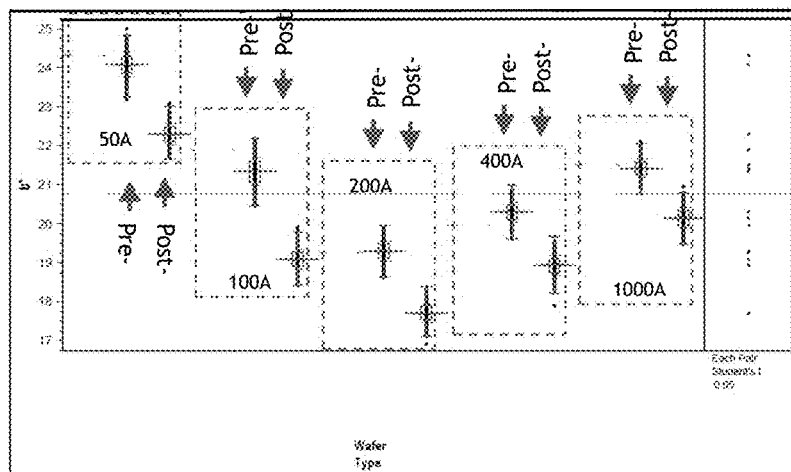 25
24
23
22
21
20
19
18
17
b*
50A
Pre-
Post-
Pre-
Post-
100A
Pre-
Post-
200A
Pre-
Post-
400A
Pre-
Post-
1000A
Each Pair
Student's t
0.05
Wafer
Type